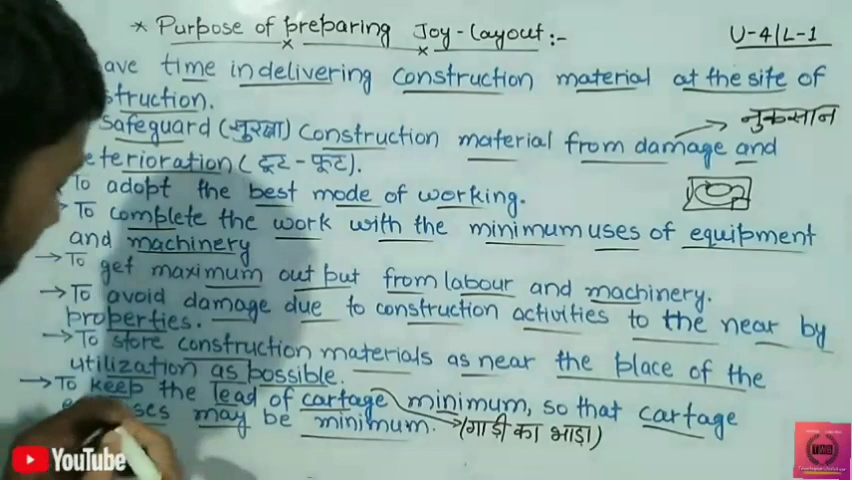 * Purpose of preparing Joy-Layout:-
U-4/L-1
ave time in delivering construction material at the site of
struction.
Safeguard (सुरक्षा) construction material from damage and → नुकसान
eterioration (टूट-फूट).
To adopt the best mode of working.
→ To complete the work with the minimum uses of equipment
and machinery
→ To get maximum out but from labour and machinery.
→ To avoid damage due to construction activities to the near by
properties.
→ To store construction materials as near the place of the
utilization as possible.
→ To keep the lead of cartage minimum, so that cartage
may be minimum. (गाड़ी का भाड़ा)
YouTube
TMB